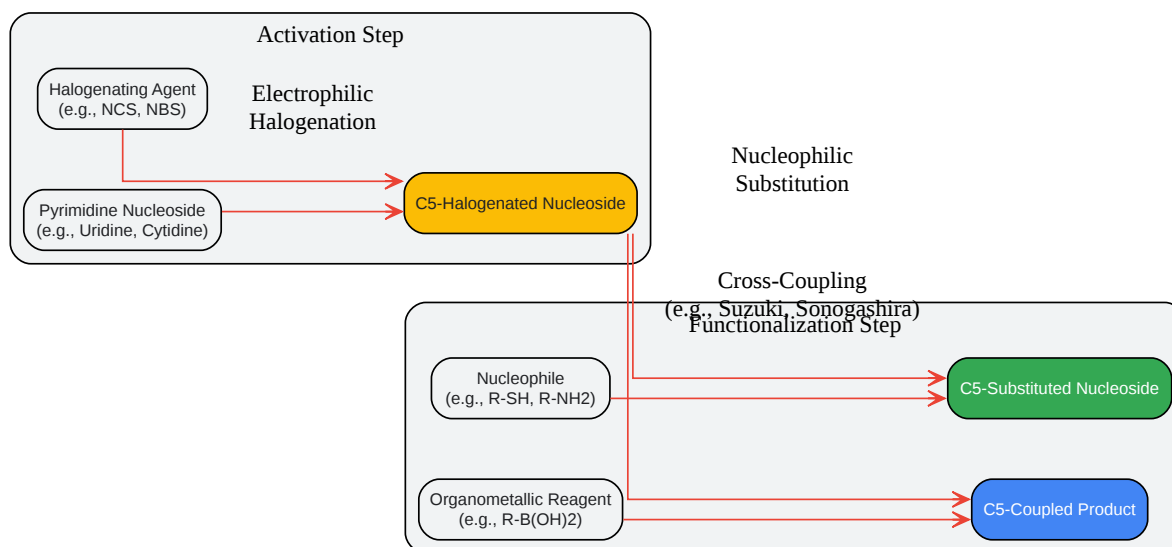 Activation Step
Halogenating Agent
(e.g., NCS, NBS)
Electrophilic
Halogenation
Nucleophilic
Substitution
Pyrimidine Nucleoside
(e.g., Uridine, Cytidine)
C5-Halogenated Nucleoside
Cross-Coupling
(e.g., Suzuki, Sonogashira)
Functionalization Step
Nucleophile
(e.g., R-SH, R-NH2)
C5-Substituted Nucleoside
Organometallic Reagent
(e.g., R-B(OH)2)
C5-Coupled Product